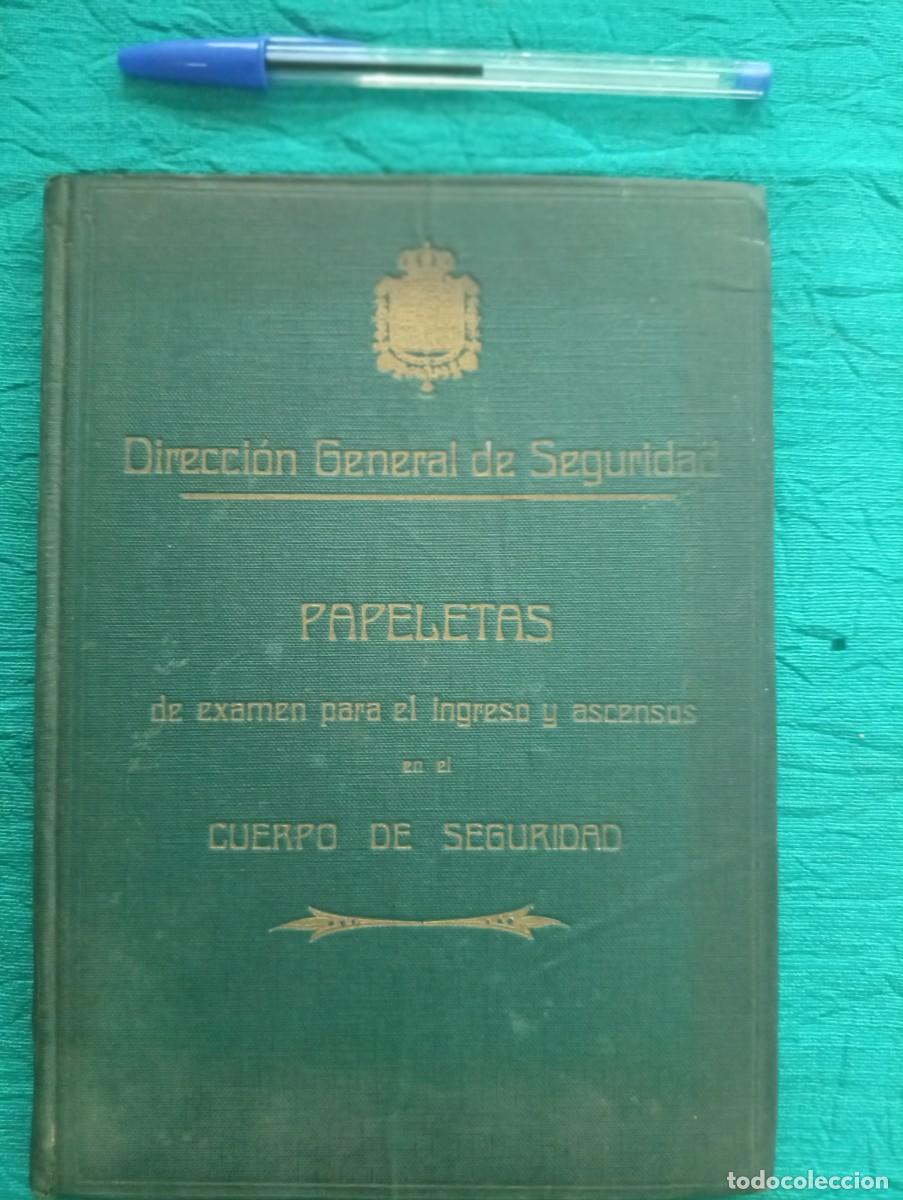 Dirección General de Seguridad
PAPELETAS
de examen para el ingreso y ascensos
en el
CUERPO DE SEGURIDAD
todocoleccion